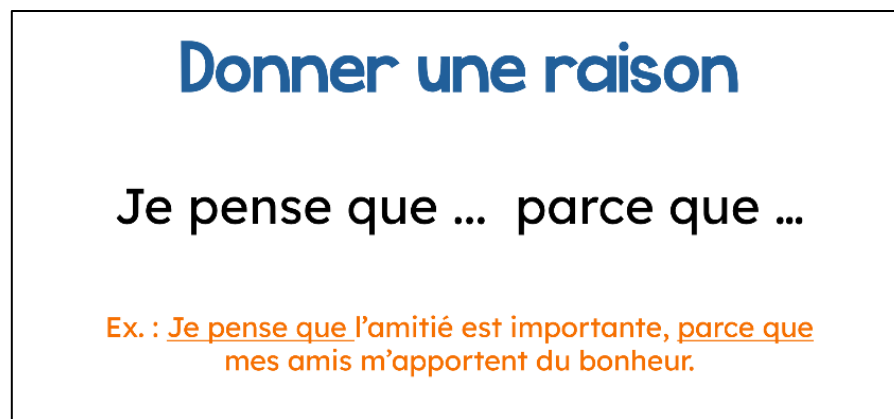 Donner une raison
Je pense que ... parce que ...
Ex. : Je pense que l’amitié est importante, parce que
mes amis m’apportent du bonheur.